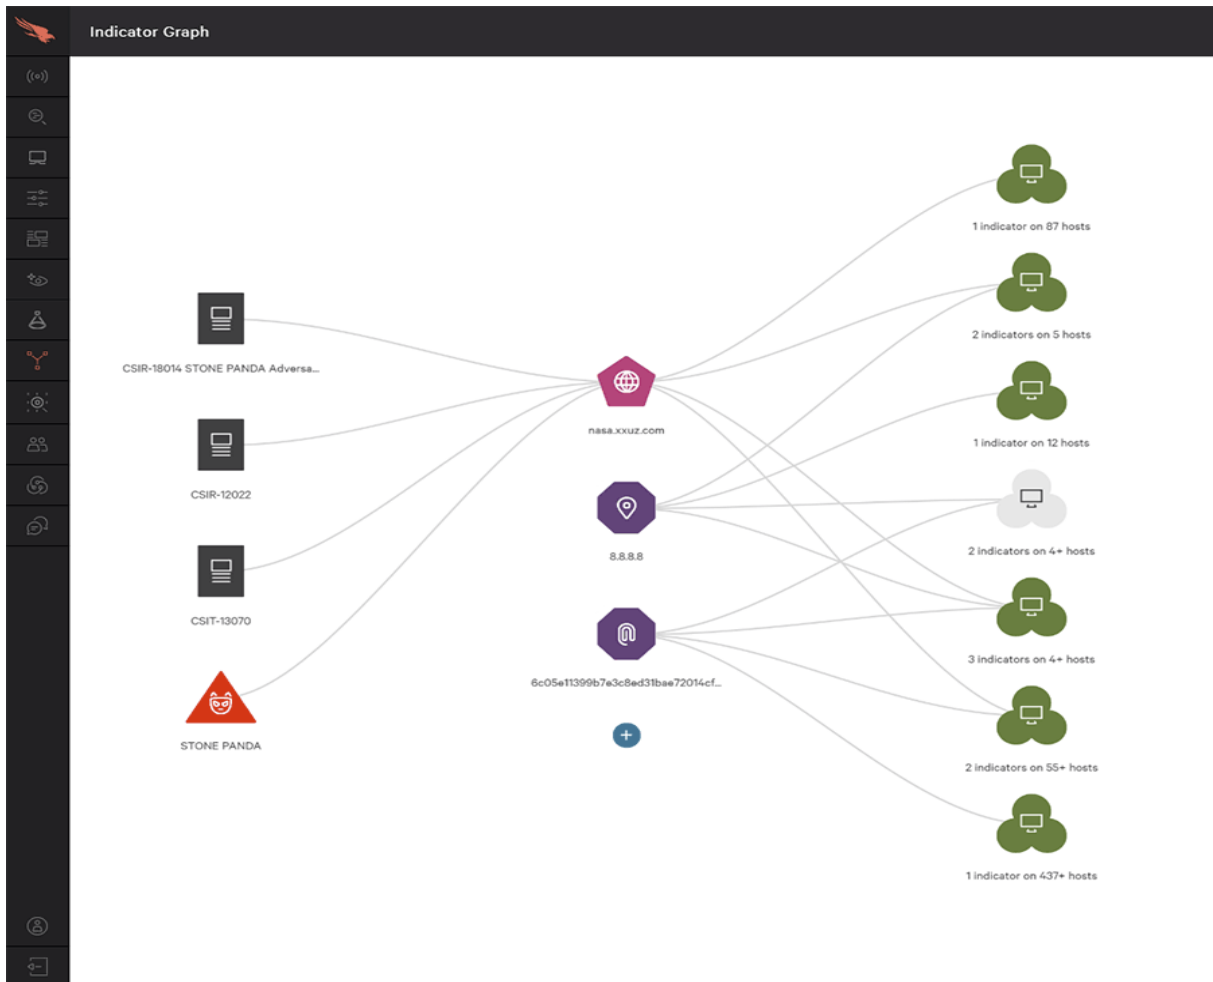 Indicator Graph
CSIR-18014 STONE PANDA Adversa...
CSIR-12022
CSIT-13070
STONE PANDA
nasa.xxuz.com
8.8.8.8
6c05e11399b7e3c8ed31bae72014cf...
1 indicator on 87 hosts
2 indicators on 5 hosts
1 indicator on 12 hosts
2 indicators on 4+ hosts
3 indicators on 4+ hosts
2 indicators on 55+ hosts
1 indicator on 437+ hosts